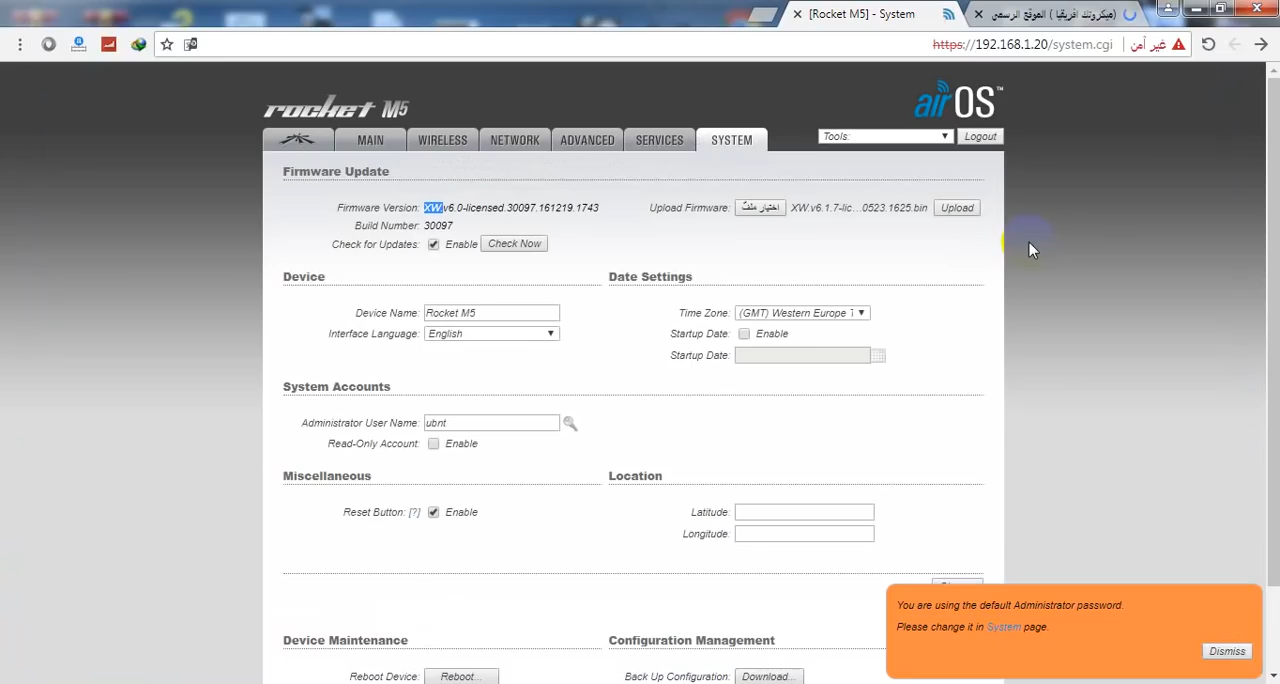 [Rocket M5] - System
(ميكروتك افريقيا ) الموقع الرسمي
https://192.168.1.20/system.cgi
غير آمن
ROCKET M5
airOS™
MAIN
WIRELESS
NETWORK
ADVANCED
SERVICES
SYSTEM
Tools:
Logout
Firmware Update
Firmware Version: XW.v6.0-licensed.30097.161219.1743
Upload Firmware: اختيار ملفّ XW.v6.1.7-lic…0523.1625.bin Upload
Build Number: 30097
Check for Updates: Enable Check Now
Device
Date Settings
Device Name: Rocket M5
Time Zone: (GMT) Western Europe T
Interface Language: English
Startup Date: Enable
Startup Date:
System Accounts
Administrator User Name: ubnt
Read-Only Account: Enable
Miscellaneous
Location
Reset Button: [?] Enable
Latitude:
Longitude:
You are using the default Administrator password.
Please change it in System page.
Dismiss
Device Maintenance
Configuration Management
Reboot Device: Reboot...
Back Up Configuration: Download...